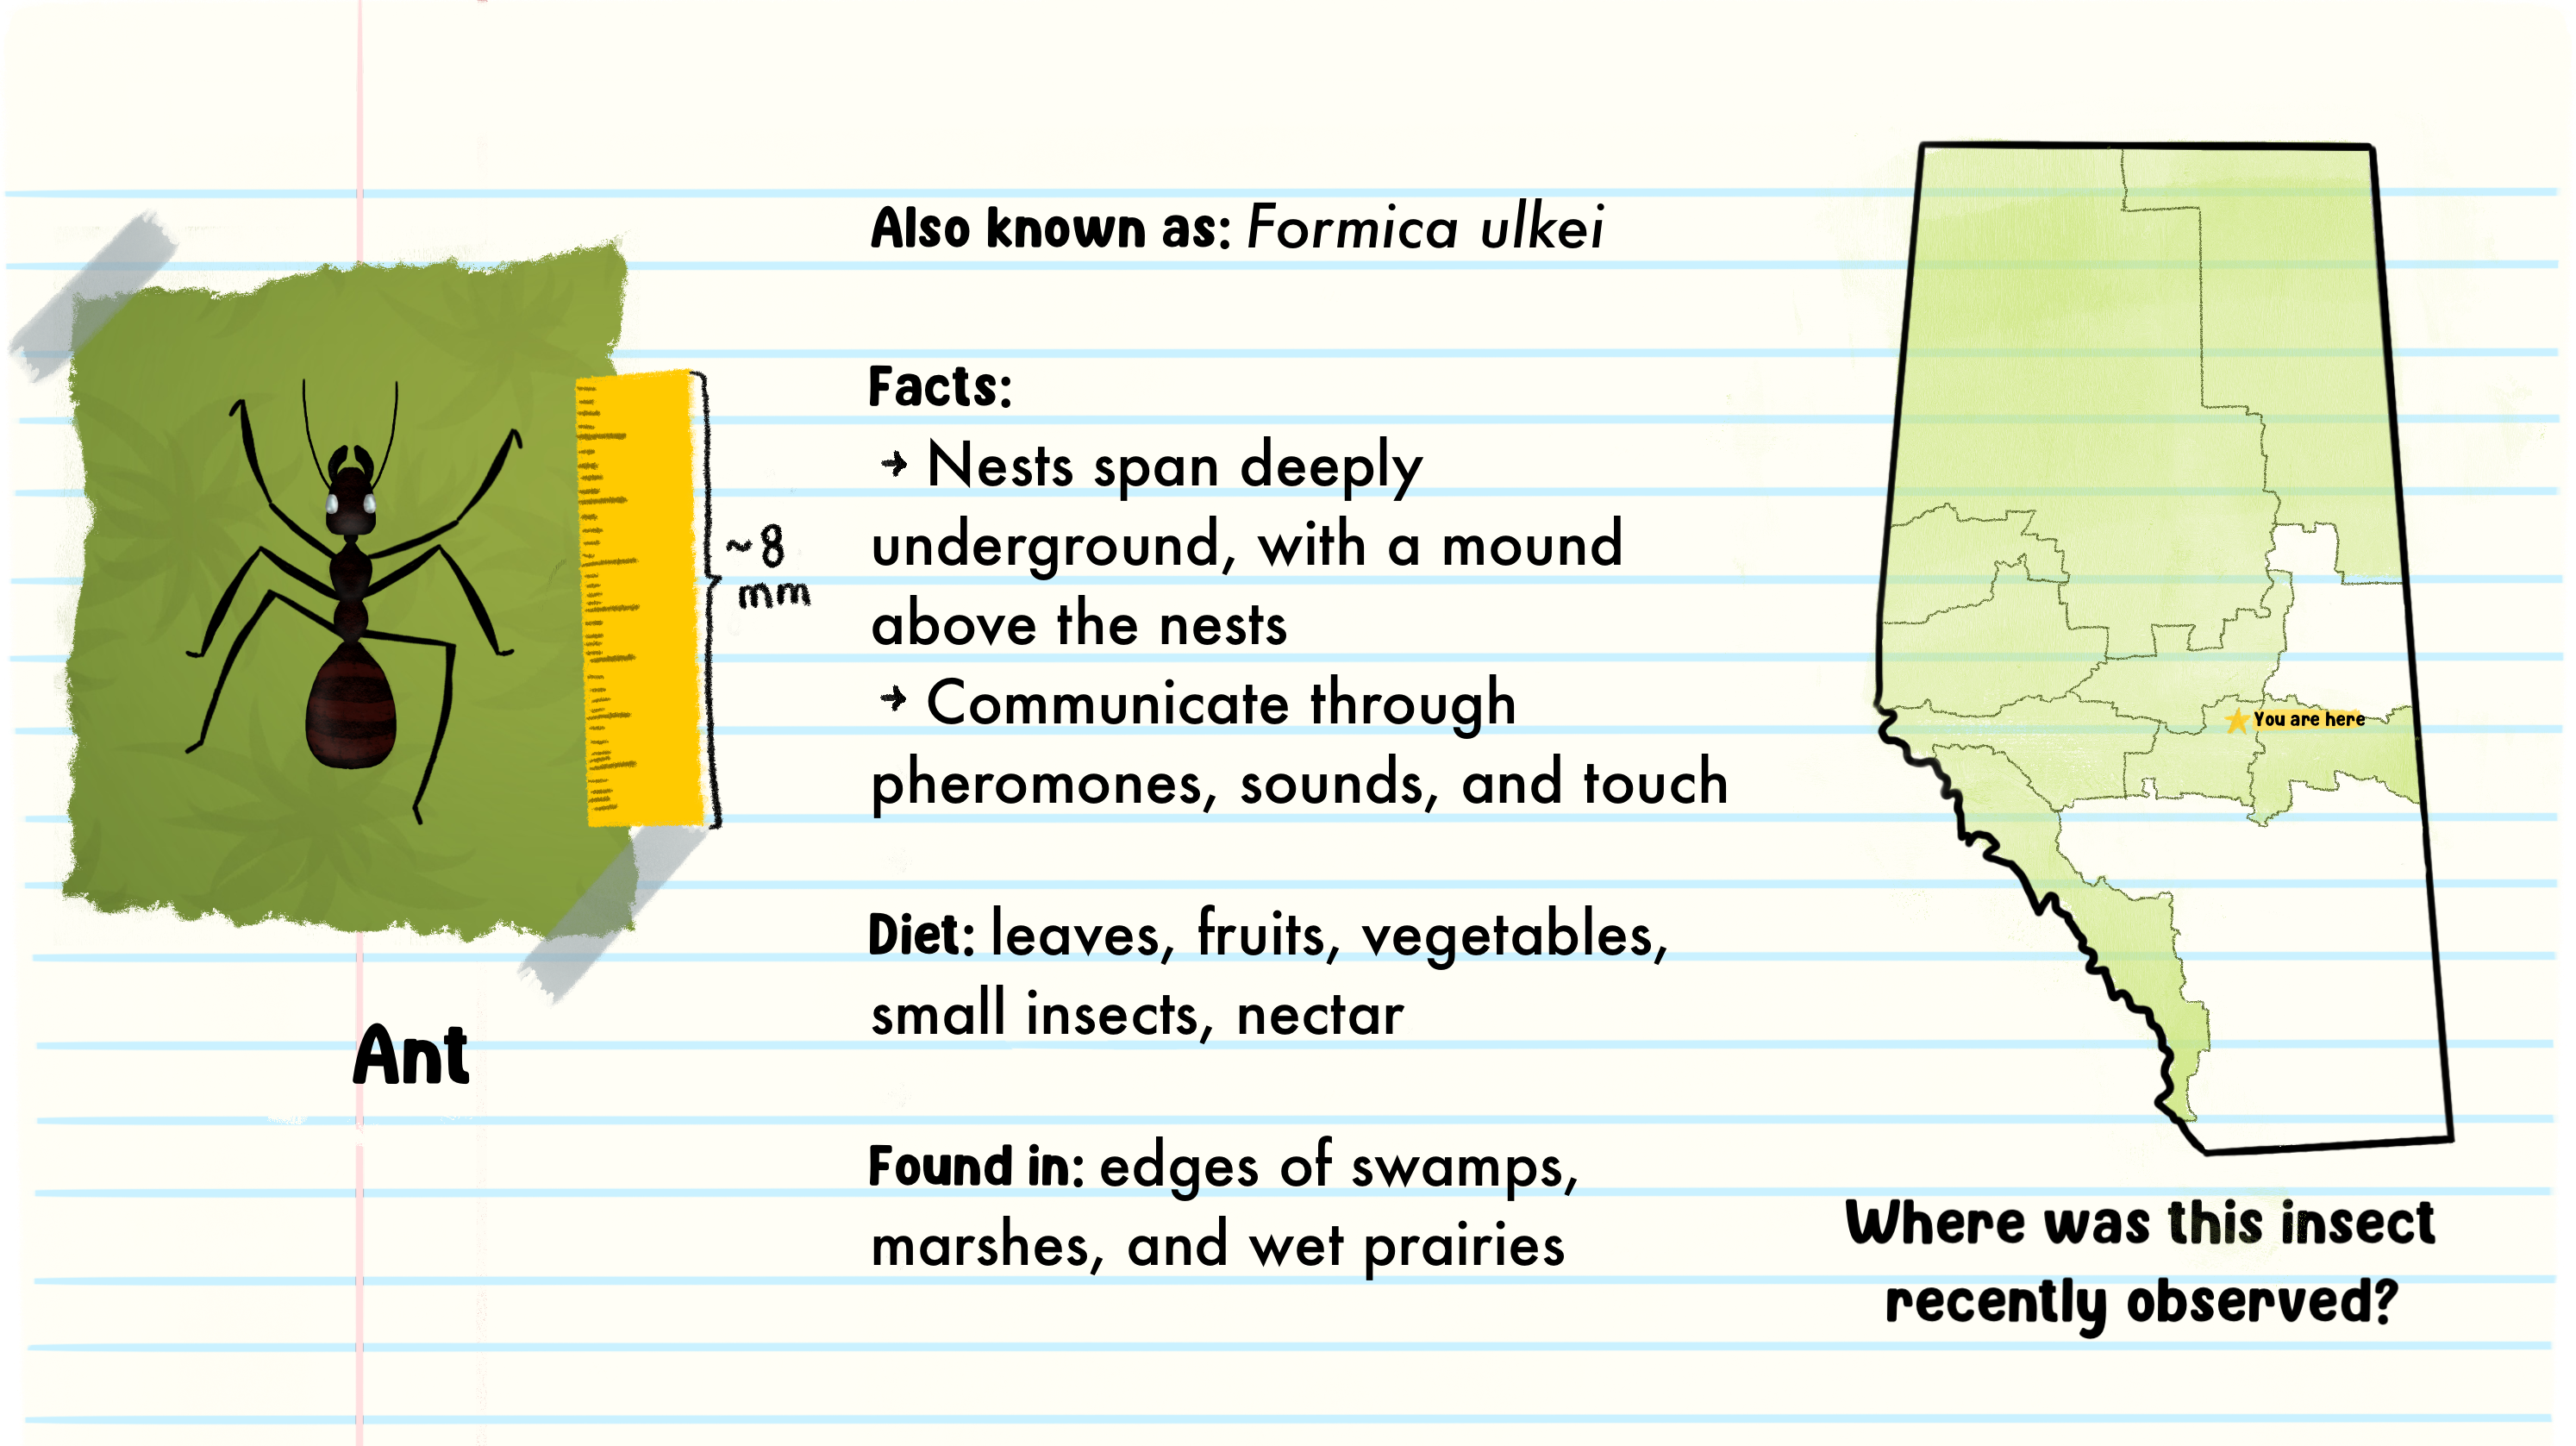 Also known as: Formica ulkei
Facts:
→ Nests span deeply
underground, with a mound
above the nests
→ Communicate through
pheromones, sounds, and touch
Diet: leaves, fruits, vegetables,
small insects, nectar
Found in: edges of swamps,
marshes, and wet prairies
~8
mm
Ant
You are here
Where was this insect
recently observed?